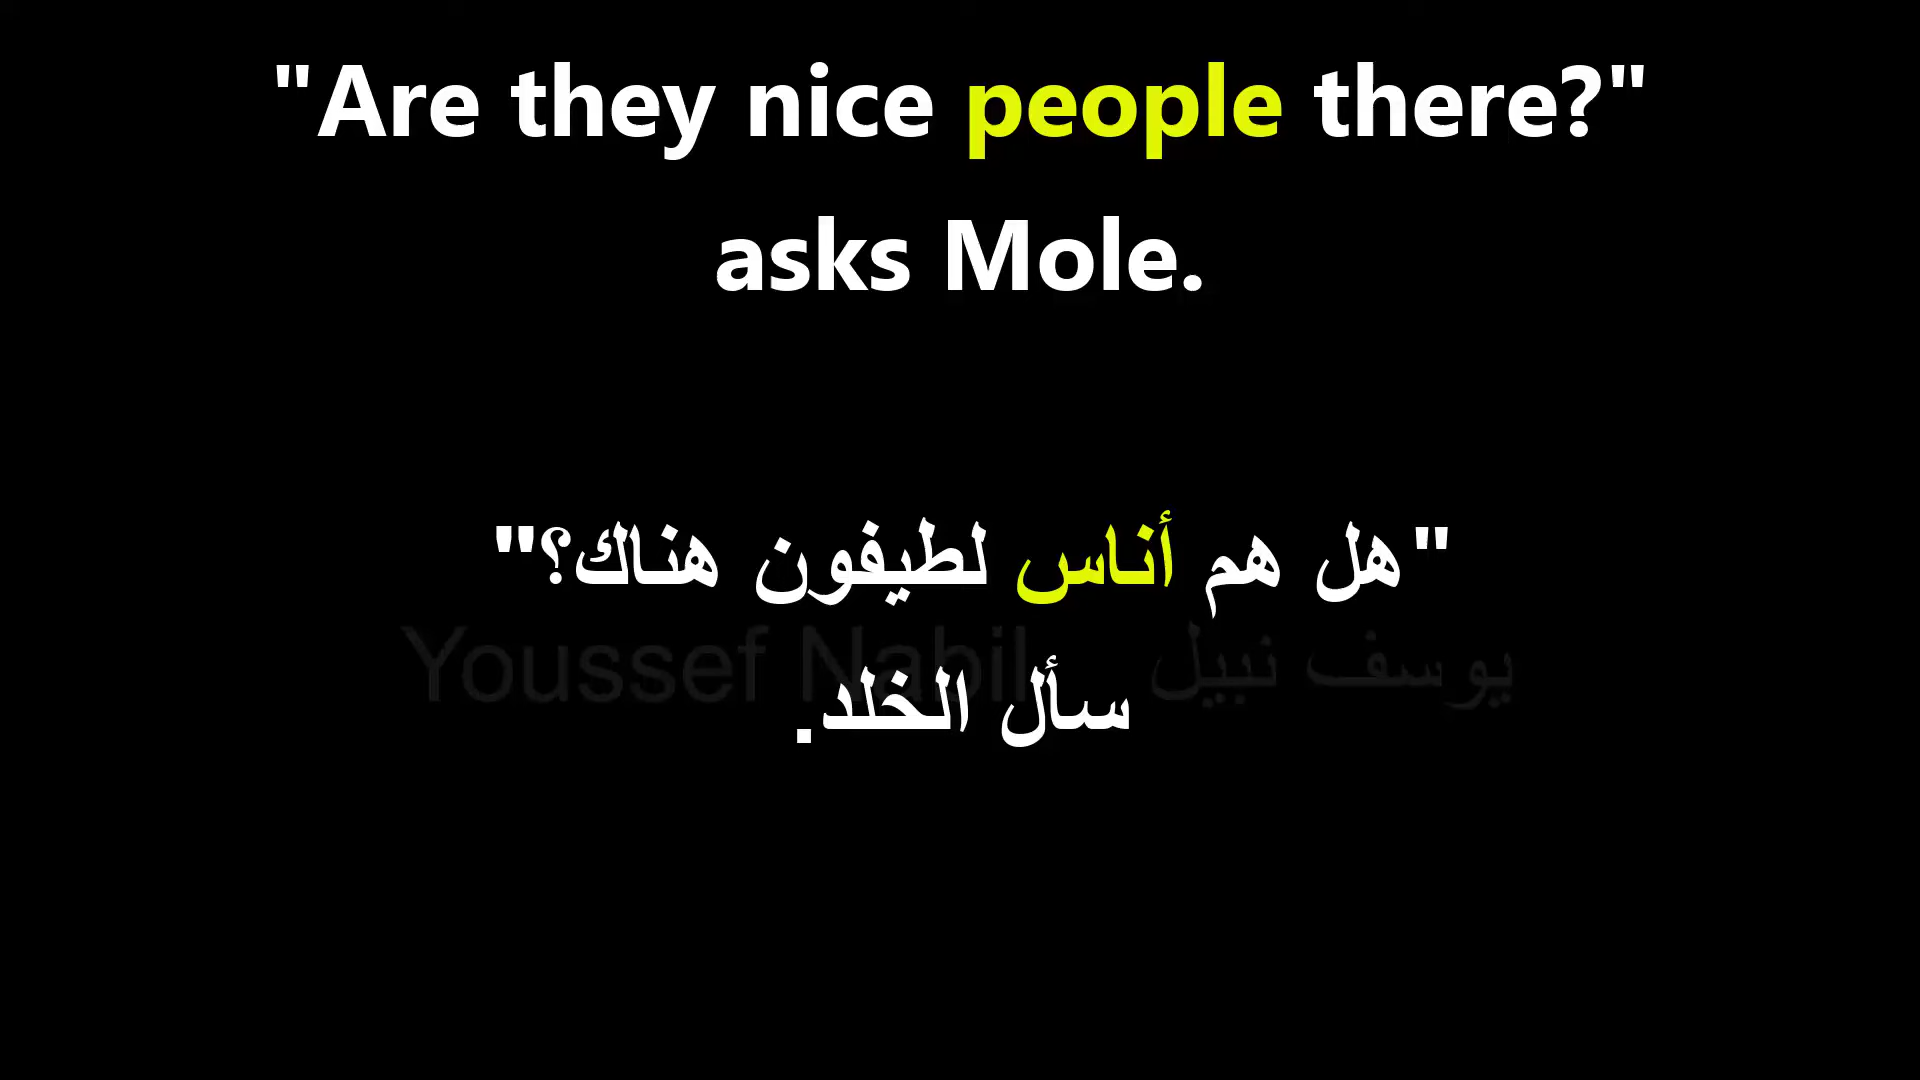 "Are they nice people there?"
asks Mole.
"هل هم أناس لطيفون هناك؟"
Youssef Nabil يوسف نبيل
سأل الخلد.